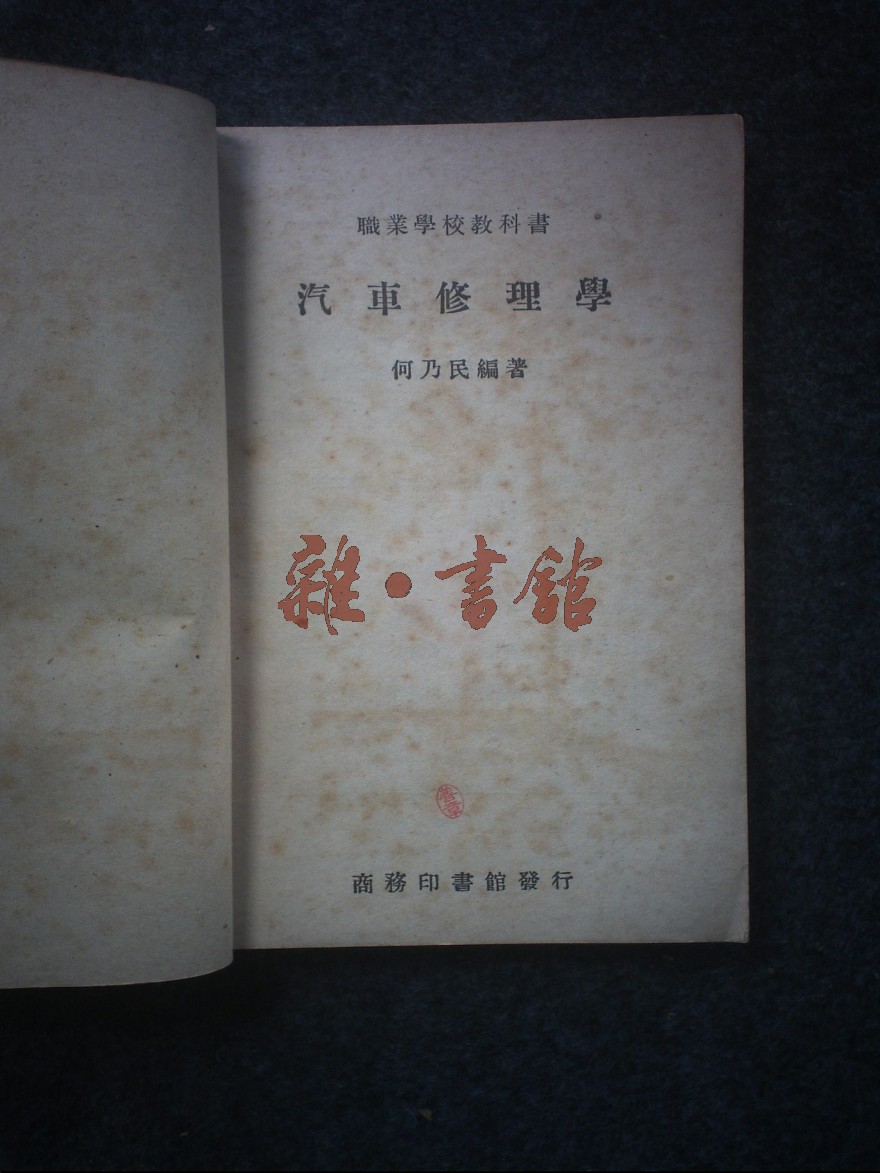 職業學校教科書
汽車修理學
何乃民編著
雜·書館
商務印書館發行